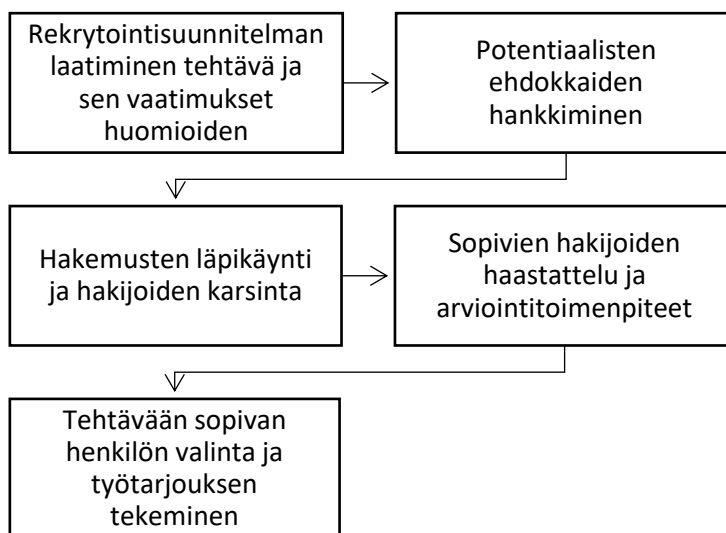 Rekrytointisuunnitelman
laatiminen tehtävä ja
sen vaatimukset
huomioiden
Potentiaalisten
ehdokkaiden
hankkiminen
Hakemusten läpikäynti
ja hakijoiden karsinta
Sopivien hakijoiden
haastattelu ja
arviointitoimenpiteet
Tehtävään sopivan
henkilön valinta ja
työtarjouksen
tekeminen